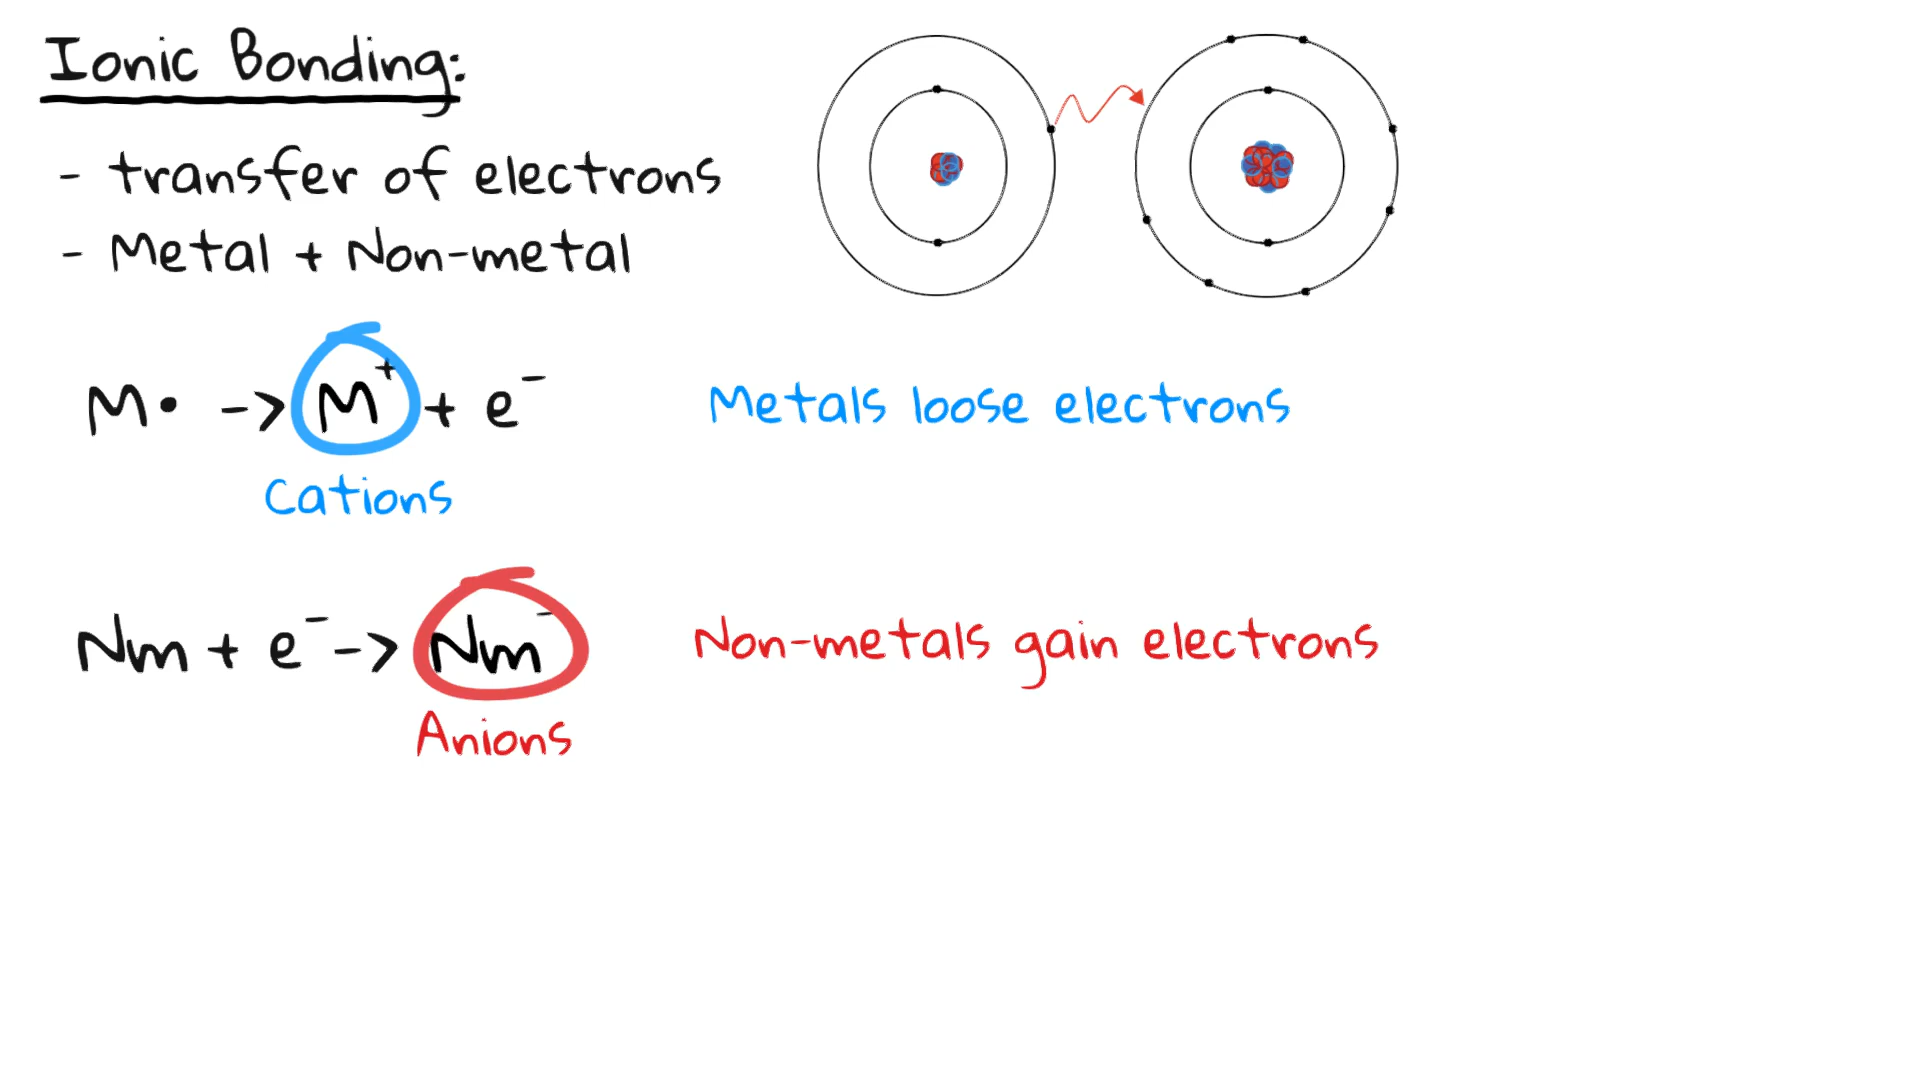 Ionic Bonding:
- transfer of electrons
- Metal + Non-metal
M• -> M⁺ + e⁻
Metals loose electrons
Cations
Nm + e⁻ -> Nm⁻
Non-metals gain electrons
Anions